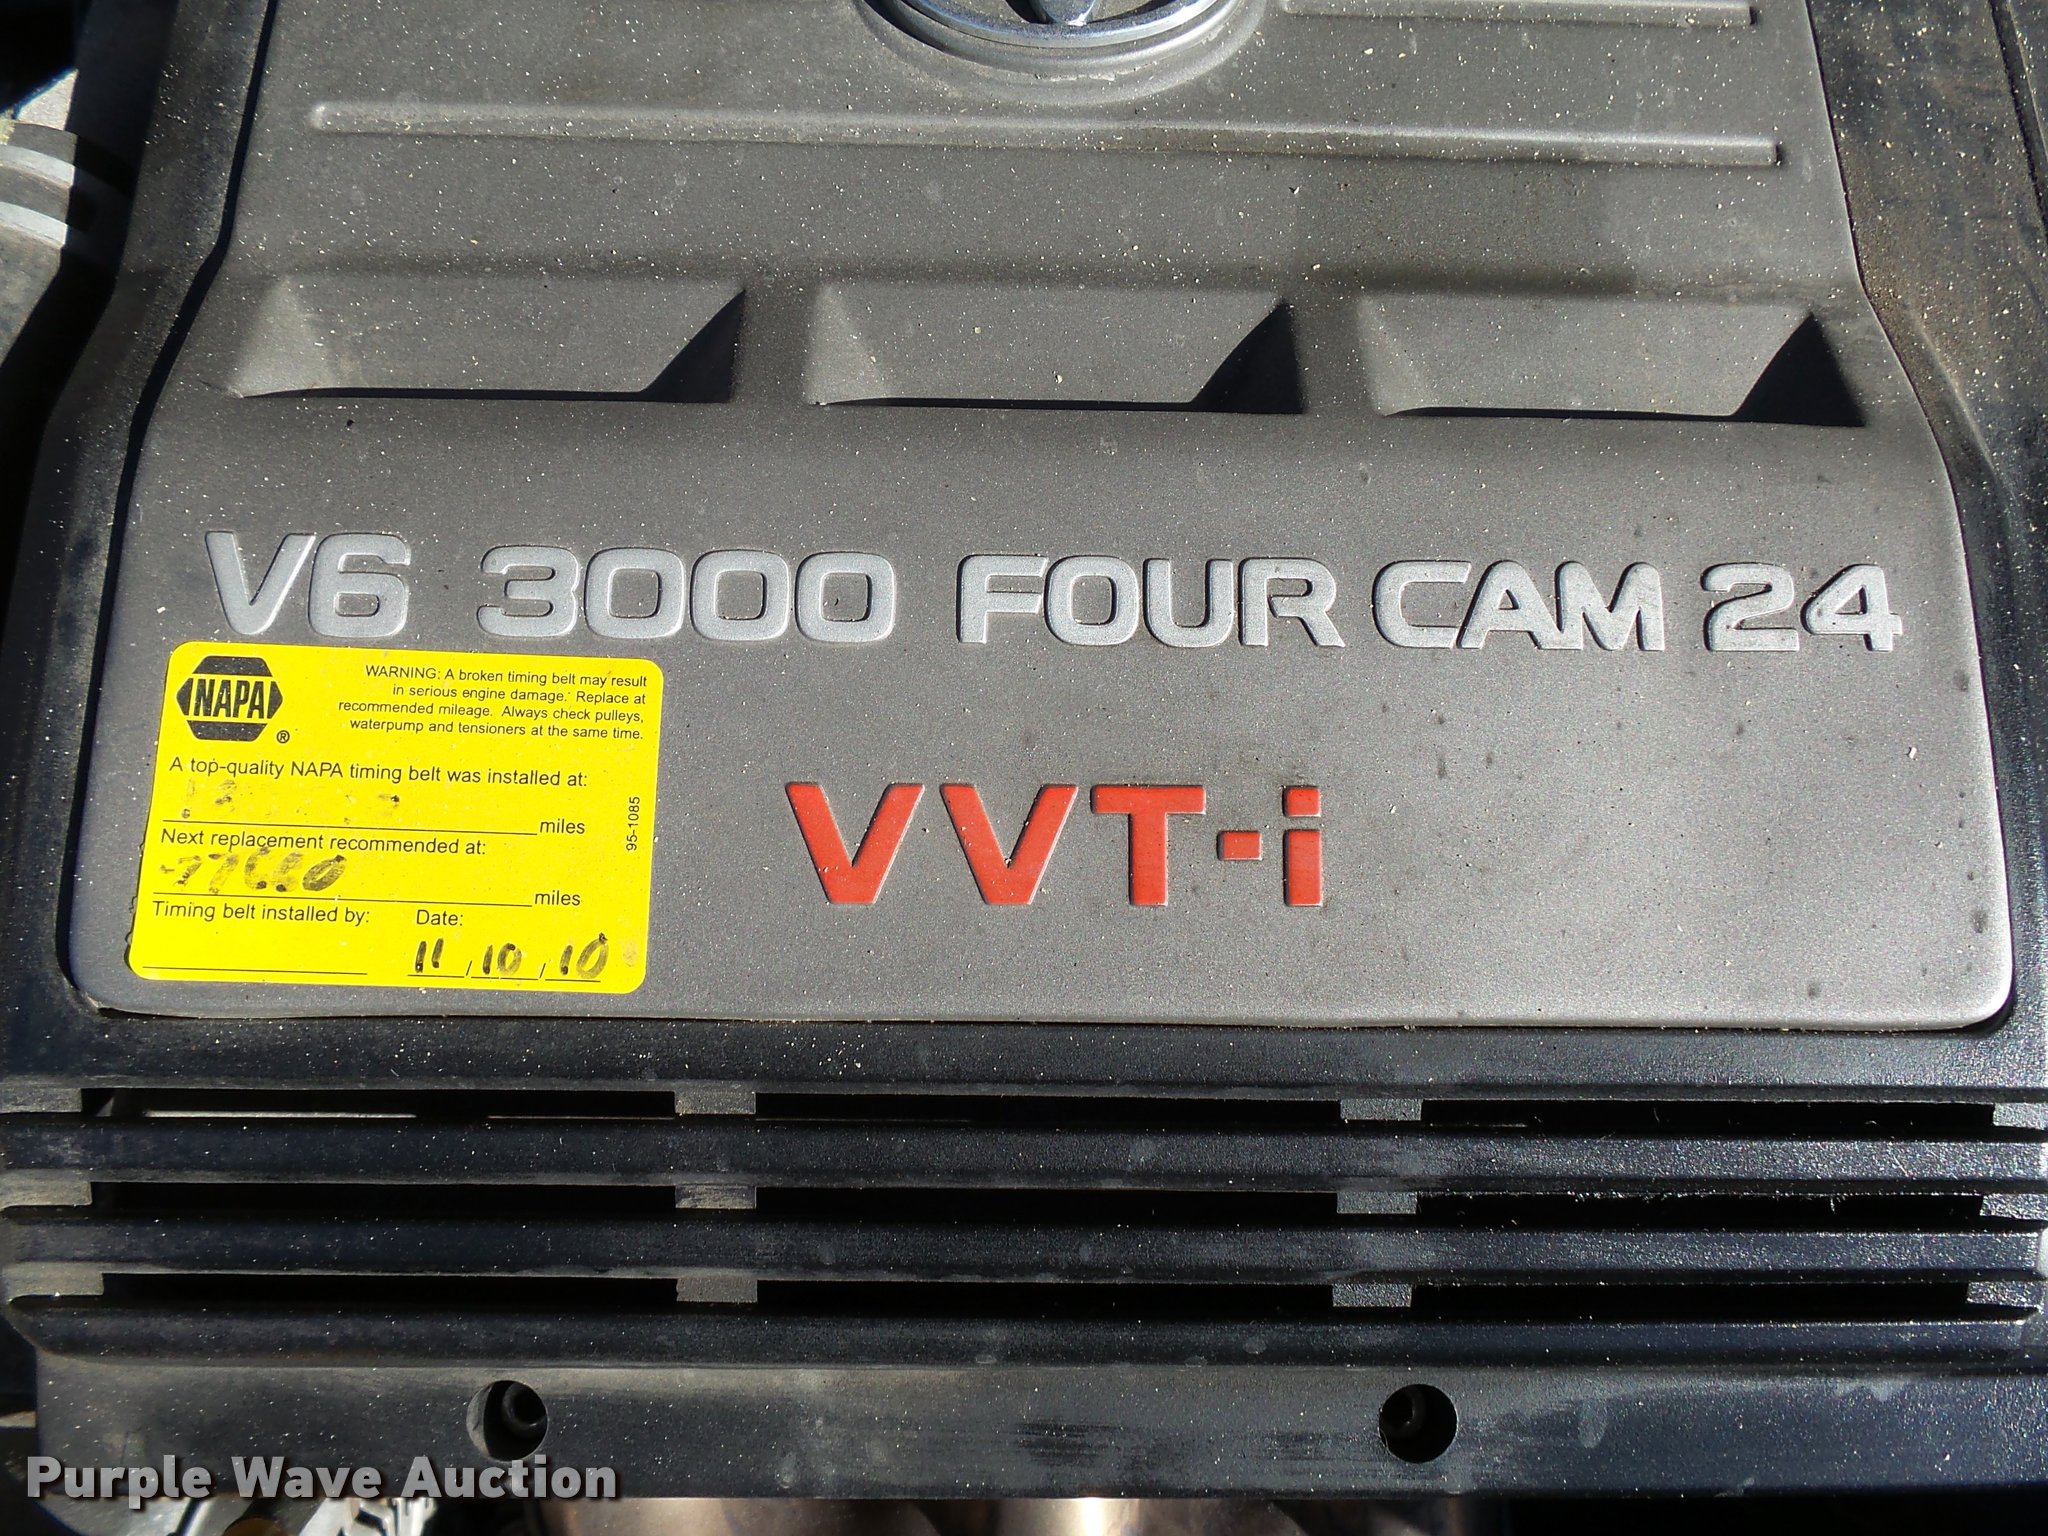 V6 3000 FOUR CAM 24
NAPA
®
WARNING: A broken timing belt may result
in serious engine damage. Replace at
recommended mileage. Always check pulleys,
waterpump and tensioners at the same time.
A top-quality NAPA timing belt was installed at:
miles
Next replacement recommended at:
miles
Timing belt installed by: Date:
11 / 10 / 10
95-1085
VVT-i
Purple Wave Auction